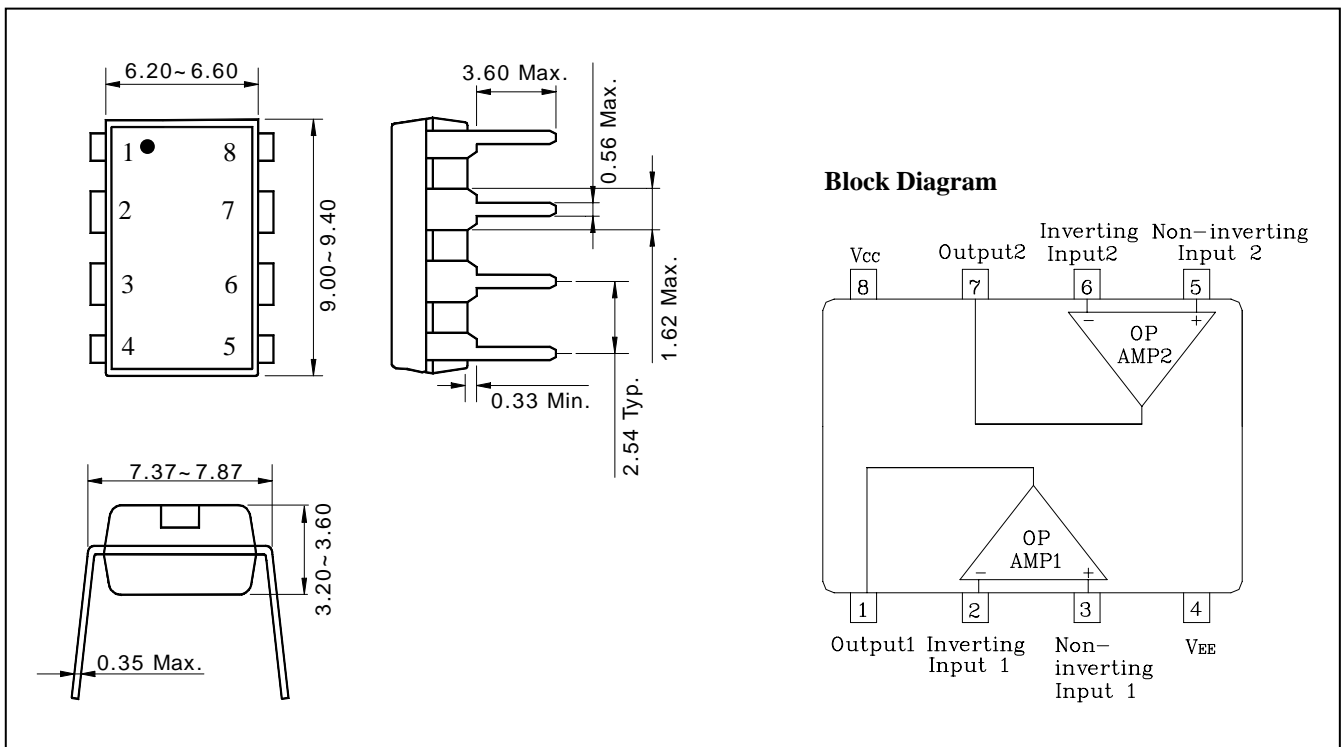 6.20~6.60
1
8
2
7
3
6
4
5
9.00~9.40
3.60 Max.
0.56 Max.
1.62 Max.
0.33 Min.
2.54 Typ.
7.37~7.87
3.20~3.60
0.35 Max.
Block Diagram
Vcc
Output2
Inverting
Input2
Non-inverting
Input 2
8
7
6
5
- +
OP
AMP2
OP
AMP1
- +
1
2
3
4
Output1
Inverting
Input 1
Non-
inverting
Input 1
VEE